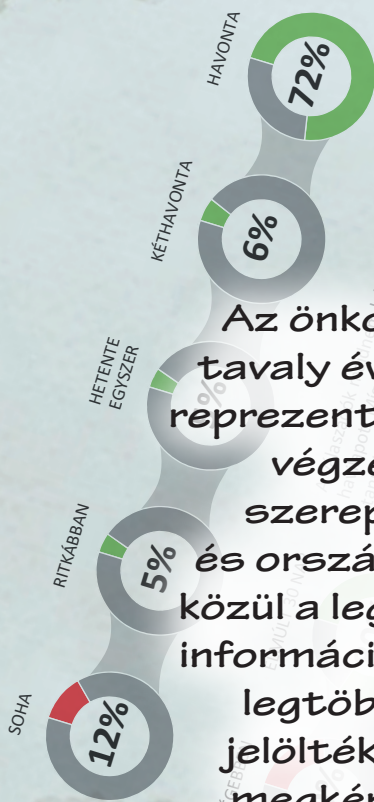 HAVONTA
72%
KÉTHAVONTA
6%
HETENTE
EGYSZER
%
RITKÁBBAN
5%
SOHA
12%
Az önko
tavaly év
reprezent
végze
szerep
és orszá
közül a leg
informáci
legtöb
jelölték
megkér